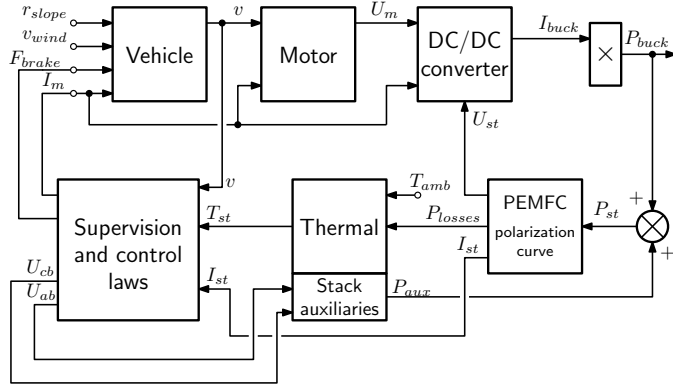 r_slope
v_wind
F_brake
I_m
Vehicle
v
Motor
U_m
DC/DC
converter
I_buck
×
P_buck
U_st
v
T_amb
Supervision
and control
laws
T_st
I_st
Thermal
Stack
auxiliaries
P_losses
I_st
P_aux
PEMFC
polarization
curve
P_st
+
+
U_cb
U_ab